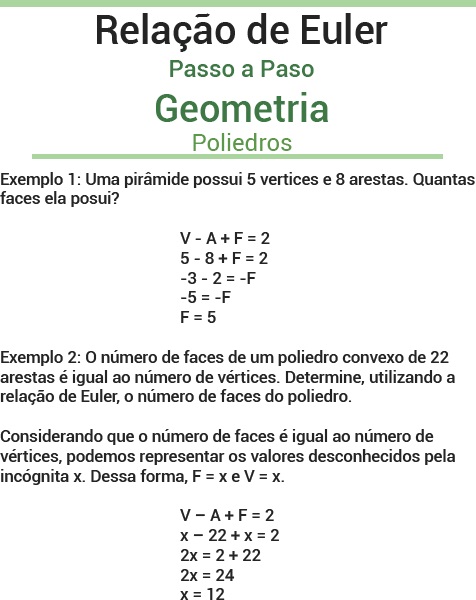 Relação de Euler
Passo a Paso
Geometria
Poliedros
Exemplo 1: Uma pirâmide possui 5 vertices e 8 arestas. Quantas
faces ela posui?
V - A + F = 2
5 - 8 + F = 2
-3 - 2 = -F
-5 = -F
F = 5
Exemplo 2: O número de faces de um poliedro convexo de 22
arestas é igual ao número de vértices. Determine, utilizando a
relação de Euler, o número de faces do poliedro.
Considerando que o número de faces é igual ao número de
vértices, podemos representar os valores desconhecidos pela
incógnita x. Dessa forma, F = x e V = x.
V – A + F = 2
x – 22 + x = 2
2x = 2 + 22
2x = 24
x = 12